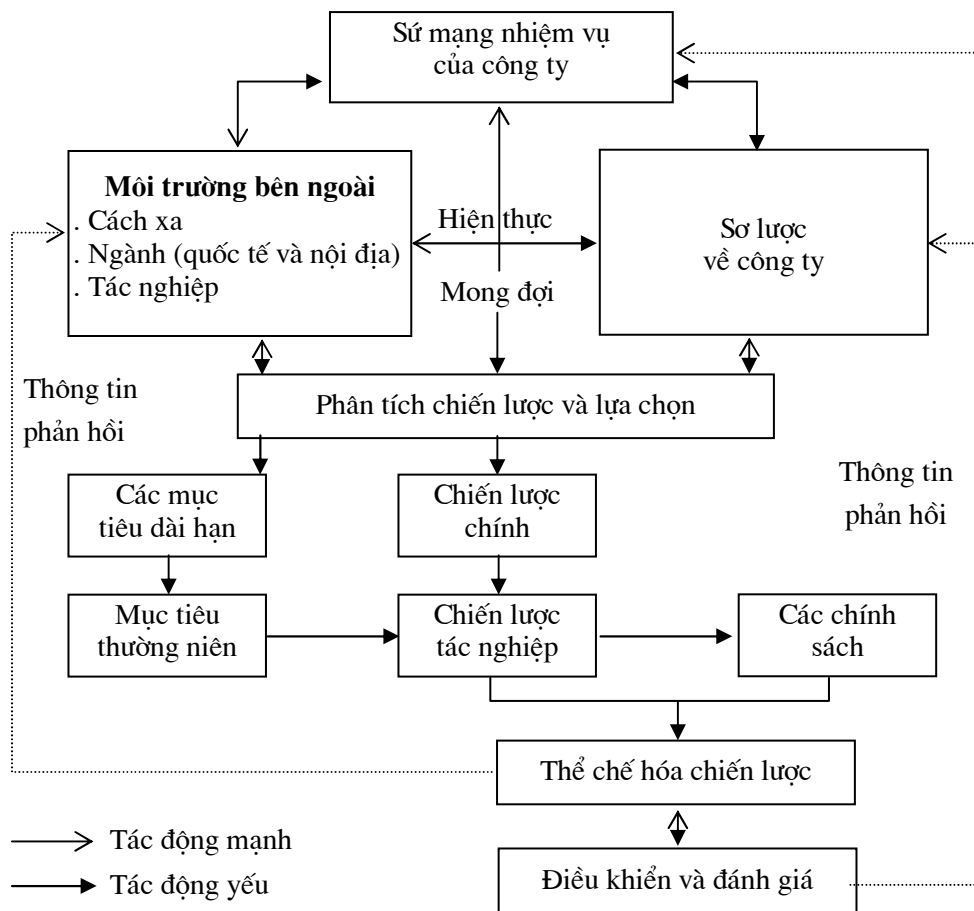 Sứ mạng nhiệm vụ
của công ty
Môi trường bên ngoài
. Cách xa
. Ngành (quốc tế và nội địa)
. Tác nghiệp
Hiện thực
Mong đợi
Sơ lược
về công ty
Thông tin
phản hồi
Phân tích chiến lược và lựa chọn
Các mục
tiêu dài hạn
Chiến lược
chính
Thông tin
phản hồi
Mục tiêu
thường niên
Chiến lược
tác nghiệp
Các chính
sách
Thể chế hóa chiến lược
Tác động mạnh
Tác động yếu
Điều khiển và đánh giá